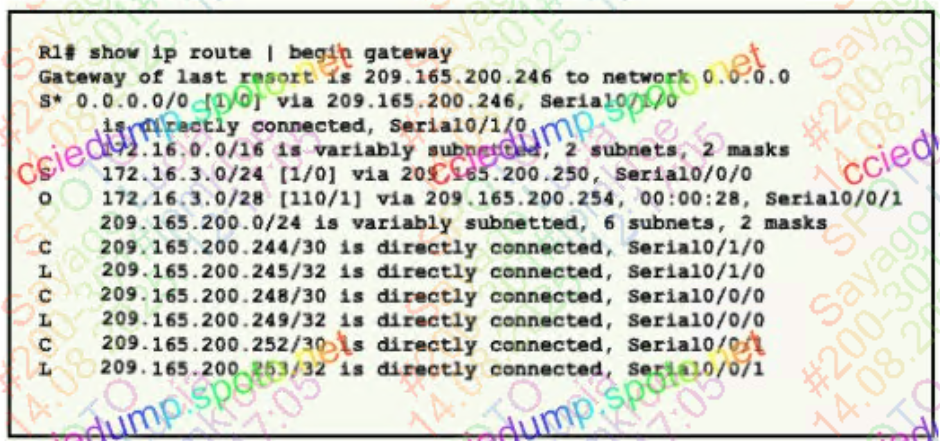 R1# show ip route | begin gateway
Gateway of last resort is 209.165.200.246 to network 0.0.0.0
S* 0.0.0.0/0 [1/0] via 209.165.200.246, Serial0/1/0
is directly connected, Serial0/1/0
172.16.0.0/16 is variably subnetted, 2 subnets, 2 masks
S 172.16.3.0/24 [1/0] via 209.165.200.250, Serial0/0/0
O 172.16.3.0/28 [110/1] via 209.165.200.254, 00:00:28, Serial0/0/1
209.165.200.0/24 is variably subnetted, 6 subnets, 2 masks
C 209.165.200.244/30 is directly connected, Serial0/1/0
L 209.165.200.245/32 is directly connected, Serial0/1/0
C 209.165.200.248/30 is directly connected, Serial0/0/0
L 209.165.200.249/32 is directly connected, Serial0/0/0
C 209.165.200.252/30 is directly connected, Serial0/0/1
L 209.165.200.253/32 is directly connected, Serial0/0/1
cciedump.spoto.net
cciedump.spoto.net